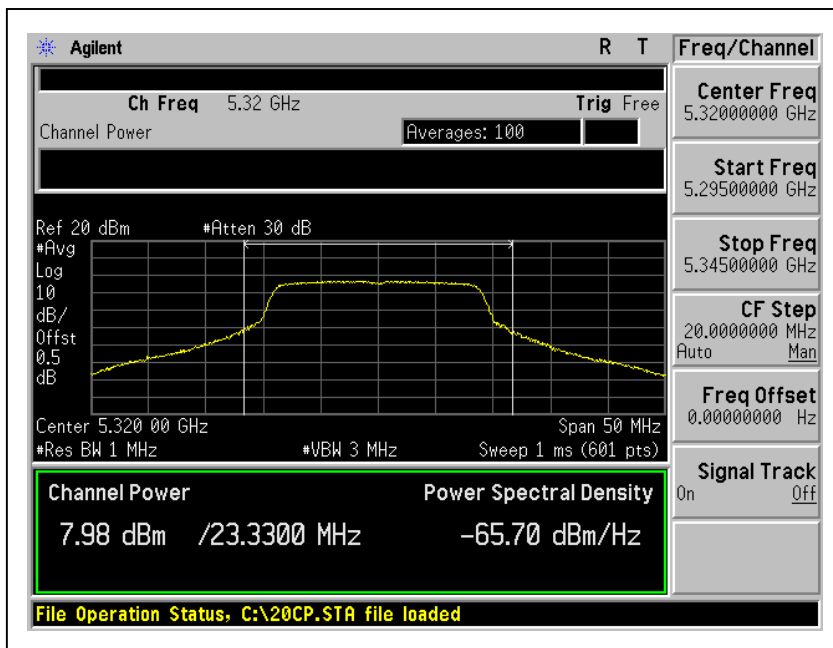 Agilent R T Freq/Channel
Ch Freq 5.32 GHz Trig Free
Channel Power Averages: 100
Center Freq
5.32000000 GHz
Start Freq
5.29500000 GHz
Ref 20 dBm #Atten 30 dB
#Avg
Log
10
dB/
Offst
0.5
dB
Stop Freq
5.34500000 GHz
CF Step
20.0000000 MHz
Auto Man
Freq Offset
0.00000000 Hz
Center 5.320 00 GHz Span 50 MHz
#Res BW 1 MHz #VBW 3 MHz Sweep 1 ms (601 pts)
Signal Track
On Off
Channel Power Power Spectral Density
7.98 dBm /23.3300 MHz -65.70 dBm/Hz
File Operation Status, C:\20CP.STA file loaded